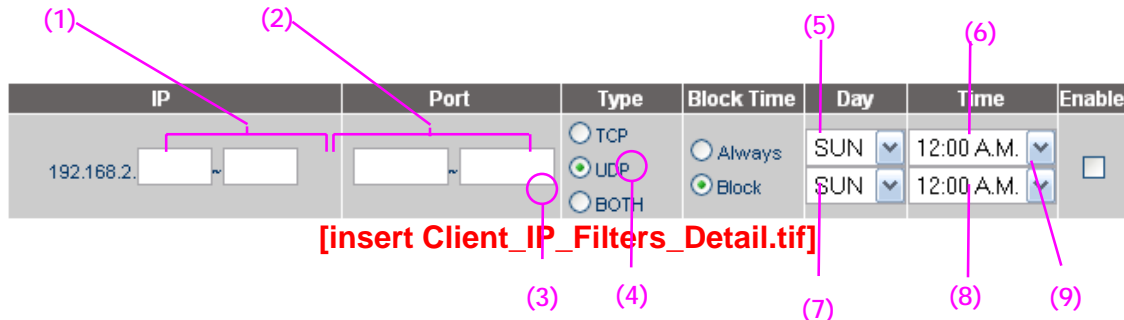 (1) (2) (5) (6)
IP Port Type Block Time Day Time Enable
TCP
Always SUN 12:00 A.M.
192.168.2. ~ ~ UDP
Block SUN 12:00 A.M.
BOTH
[insert Client_IP_Filters_Detail.tif]
(3) (4) (7) (8) (9)